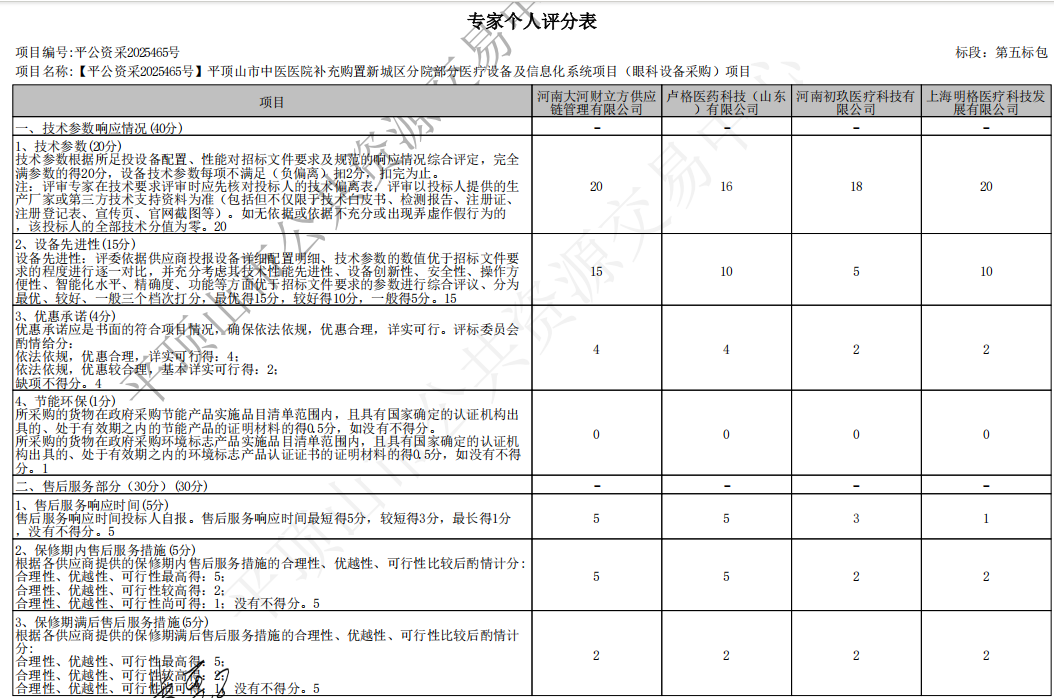 专家个人评分表
项目编号:平公资采2025465号
标段: 第五标包
项目名称:【平公资采2025465号】平顶山市中医医院补充购置新城区分院部分医疗设备及信息化系统项目（眼科设备采购）项目
项目
河南大河财立方供应
链管理有限公司
卢格医药科技（山东
）有限公司
河南初玖医疗科技有
限公司
上海明格医疗科技发
展有限公司
一、技术参数响应情况(40分)
-
-
-
-
1、技术参数(20分)
技术参数根据所足投设备配置、性能对招标文件要求及规范的响应情况综合评定，完全
满参数的得20分，设备技术参数每项不满足（负偏离）扣2分，扣完为止。
注：评审专家在技术要求评审时应先核对投标人的技术偏离表，评审以投标人提供的生
产厂家或第三方技术支持资料为准（包括但不仅限于技术白皮书、检测报告、注册证、
注册登记表、宣传页、官网截图等）。如无依据或依据不充分或出现弄虚作假行为的
，该投标人的全部技术分值为零。20
20
16
18
20
2、设备先进性(15分)
设备先进性：评委依据供应商投报设备详细配置明细、技术参数的数值优于招标文件要
求的程度进行逐一对比，并充分考虑其技术性能先进性、设备创新性、安全性、操作方
便性、智能化水平、精确度、功能等方面优于招标文件要求的参数进行综合评议、分为
最优、较好、一般三个档次打分，最优得15分，较好得10分，一般得5分。15
15
10
5
10
3、优惠承诺(4分)
优惠承诺应是书面的符合项目情况，确保依法依规，优惠合理，详实可行。评标委员会
酌情给分：
依法依规，优惠合理，详实可行得：4；
依法依规，优惠较合理，基本详实可行得：2；
缺项不得分。4
4
4
2
2
4、节能环保(1分)
所采购的货物在政府采购节能产品实施品目清单范围内，且具有国家确定的认证机构出
具的、处于有效期之内的节能产品的证明材料的得0.5分，如没有不得分。
所采购的货物在政府采购环境标志产品实施品目清单范围内，且具有国家确定的认证机
构出具的、处于有效期之内的环境标志产品认证证书的证明材料的得0.5分，如没有不得
分。1
0
0
0
0
二、售后服务部分（30分）(30分)
-
-
-
-
1、售后服务响应时间(5分)
售后服务响应时间投标人自报。售后服务响应时间最短得5分，较短得3分，最长得1分
，没有不得分。5
5
5
3
1
2、保修期内售后服务措施(5分)
根据各供应商提供的保修期内售后服务措施的合理性、优越性、可行性比较后酌情计分：
合理性、优越性、可行性最高得：5；
合理性、优越性、可行性较高得：2；
合理性、优越性、可行性尚可得：1；没有不得分。5
5
5
2
2
3、保修期满后售后服务措施(5分)
根据各供应商提供的保修期满后售后服务措施的合理性、优越性、可行性比较后酌情计
分：
合理性、优越性、可行性最高得：5；
合理性、优越性、可行性较高得：2；
合理性、优越性、可行性尚可得：1；没有不得分。5
2
2
2
2
平顶山市公共资源交易中
平顶山市公共资源交易中心